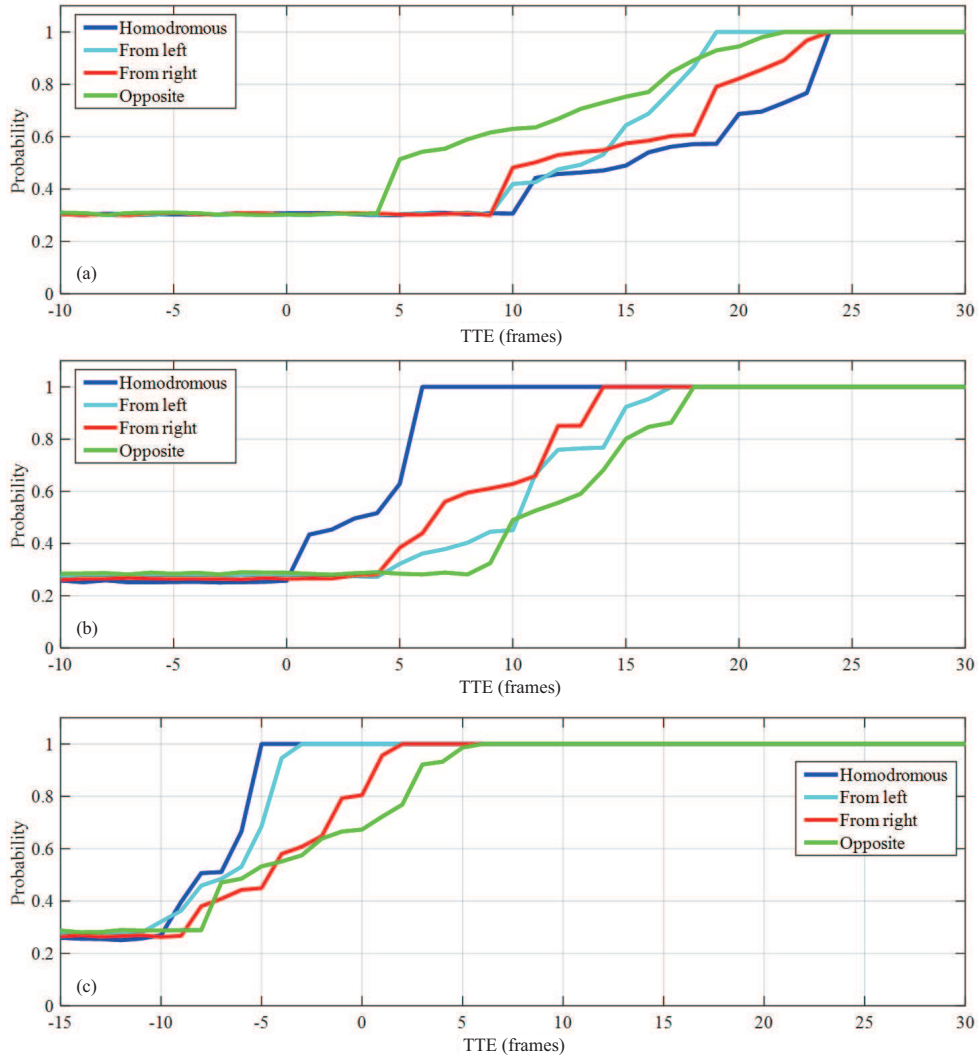 1
0.8
0.6
0.4
0.2
0
Probability
Homodromous
From left
From right
Opposite
(a)
-10 -5 0 5 10 15 20 25 30
TTE (frames)
1
0.8
0.6
0.4
0.2
0
Probability
Homodromous
From left
From right
Opposite
(b)
-10 -5 0 5 10 15 20 25 30
TTE (frames)
1
0.8
0.6
0.4
0.2
0
Probability
Homodromous
From left
From right
Opposite
(c)
-15 -10 -5 0 5 10 15 20 25 30
TTE (frames)